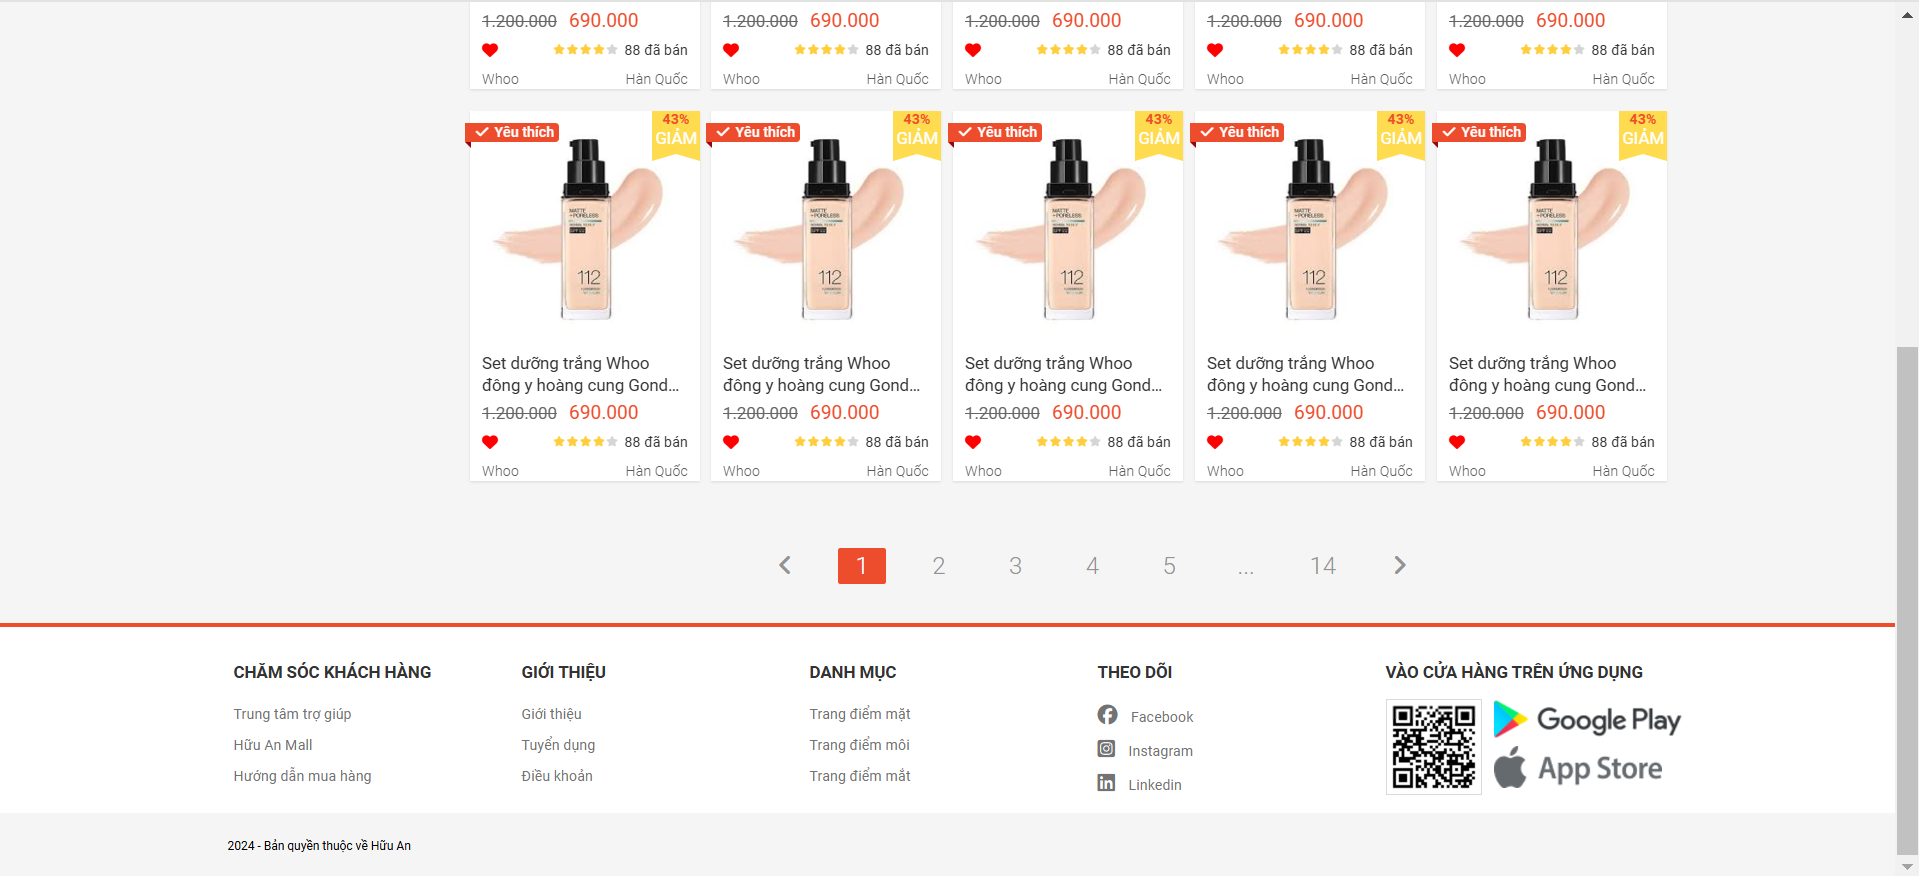 1.200.000 690.000 1.200.000 690.000 1.200.000 690.000 1.200.000 690.000 1.200.000 690.000
88 đã bán 88 đã bán 88 đã bán 88 đã bán 88 đã bán
Whoo Hàn Quốc Whoo Hàn Quốc Whoo Hàn Quốc Whoo Hàn Quốc Whoo Hàn Quốc
43% 43% 43% 43% 43%
Yêu thích GIẢM Yêu thích GIẢM Yêu thích GIẢM Yêu thích GIẢM Yêu thích GIẢM
MATTE MATTE MATTE MATTE MATTE
+PORELESS +PORELESS +PORELESS +PORELESS +PORELESS
112 112 112 112 112
Set dưỡng trắng Whoo Set dưỡng trắng Whoo Set dưỡng trắng Whoo Set dưỡng trắng Whoo Set dưỡng trắng Whoo
đông y hoàng cung Gond... đông y hoàng cung Gond... đông y hoàng cung Gond... đông y hoàng cung Gond... đông y hoàng cung Gond...
1.200.000 690.000 1.200.000 690.000 1.200.000 690.000 1.200.000 690.000 1.200.000 690.000
88 đã bán 88 đã bán 88 đã bán 88 đã bán 88 đã bán
Whoo Hàn Quốc Whoo Hàn Quốc Whoo Hàn Quốc Whoo Hàn Quốc Whoo Hàn Quốc
1 2 3 4 5 ... 14
CHĂM SÓC KHÁCH HÀNG
Trung tâm trợ giúp
Hữu An Mall
Hướng dẫn mua hàng
GIỚI THIỆU
Giới thiệu
Tuyển dụng
Điều khoản
DANH MỤC
Trang điểm mặt
Trang điểm môi
Trang điểm mắt
THEO DÕI
Facebook
Instagram
Linkedin
VÀO CỬA HÀNG TRÊN ỨNG DỤNG
Google Play
App Store
2024 - Bản quyền thuộc về Hữu An